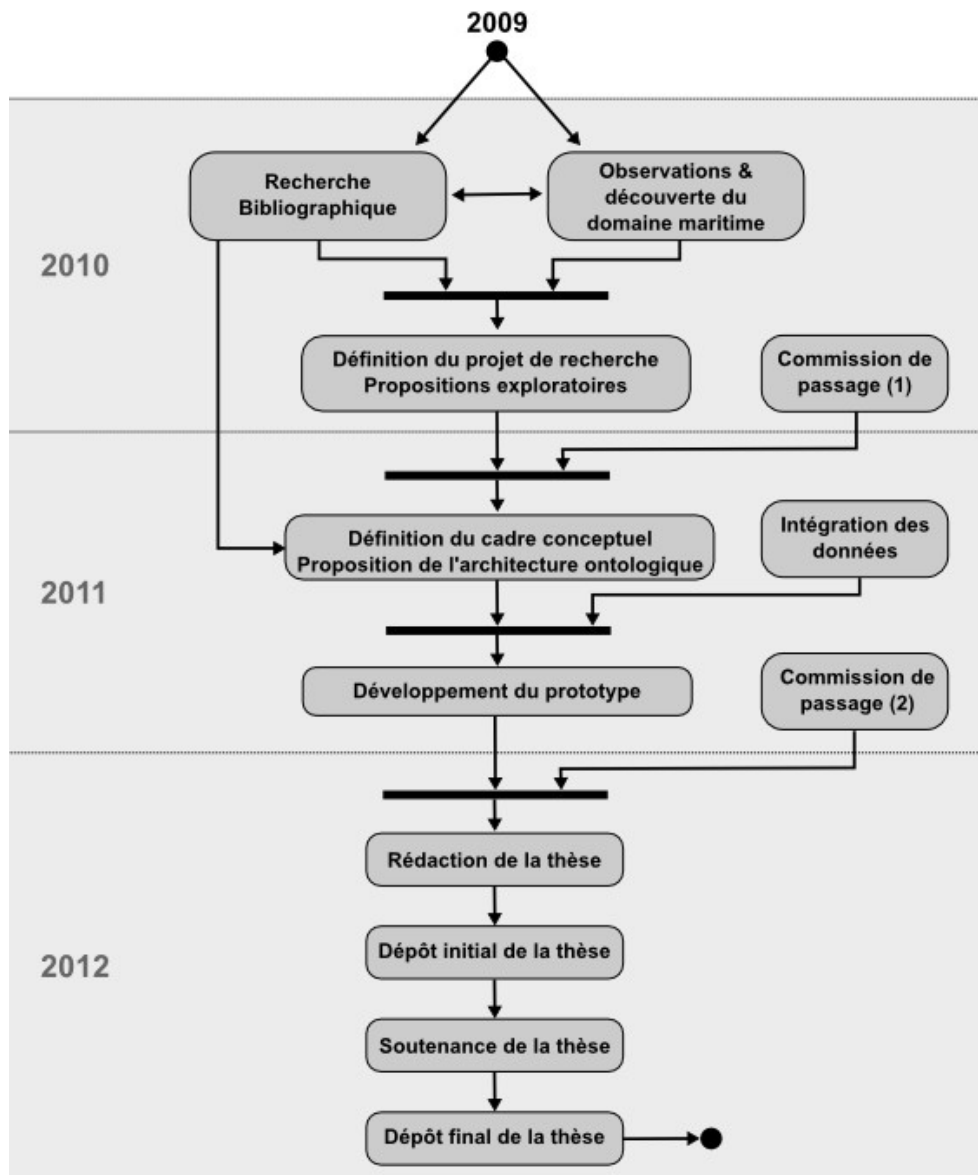 2009
Recherche
Bibliographique
Observations &
découverte du
domaine maritime
2010
Définition du projet de recherche
Propositions exploratoires
Commission de
passage (1)
Définition du cadre conceptuel
Proposition de l'architecture ontologique
Intégration des
données
2011
Développement du prototype
Commission de
passage (2)
Rédaction de la thèse
Dépôt initial de la thèse
2012
Soutenance de la thèse
Dépôt final de la thèse